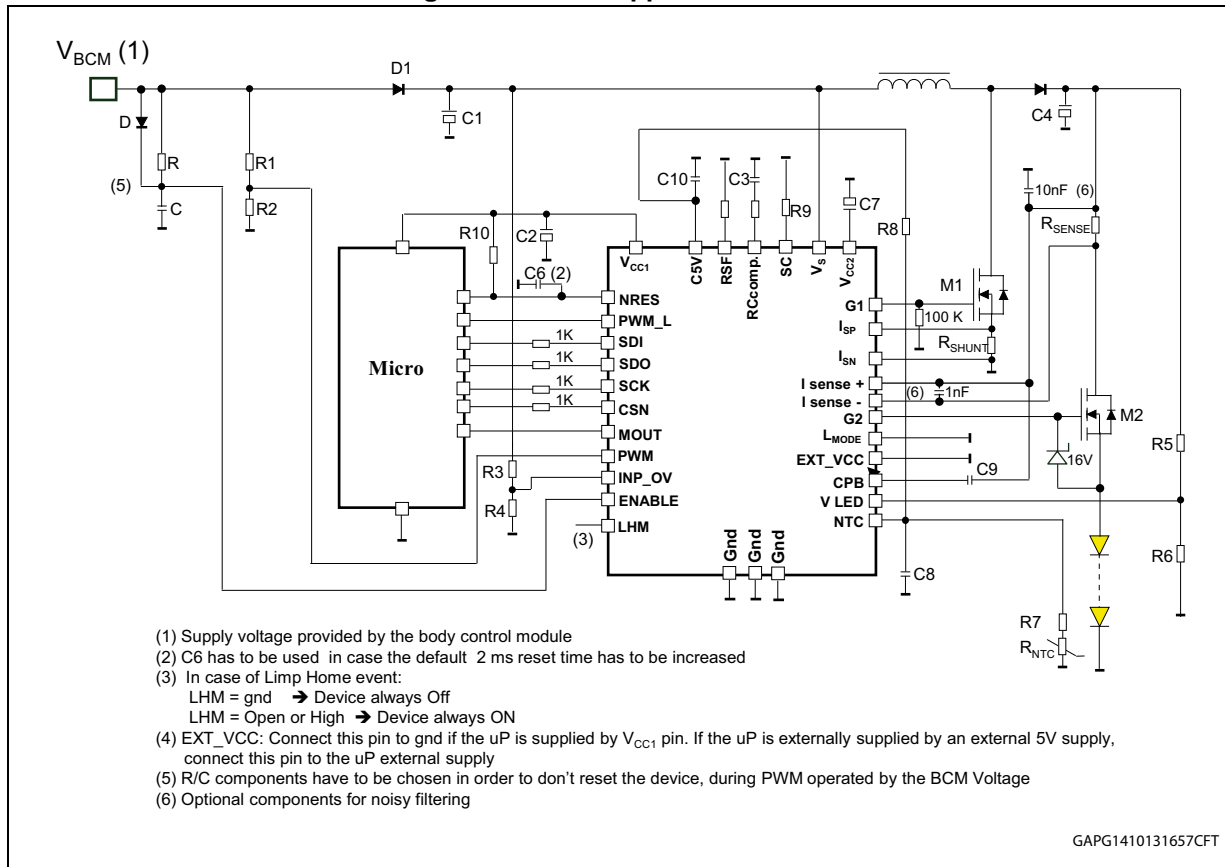 V_BCM (1)
D1
C1
C4
D
R
R1
(5)
C
R2
C10
C3
R9
C7
R8
10nF (6)
R_SENSE
R10
C2
C6 (2)
V_CC1
C5V
RSF
RCcomp.
SC
V_S
V_CC2
M1
Micro
NRES
PWM_L
SDI
SDO
SCK
CSN
MOUT
PWM
INP_OV
ENABLE
LHM
1K
1K
1K
1K
R3
R4
(3)
G1
I_SP
I_SN
I sense +
I sense -
G2
L_MODE
EXT_VCC
CPB
V LED
NTC
100 K
R_SHUNT
(6)
1nF
M2
16V
C9
R5
R6
Gnd
Gnd
Gnd
C8
R7
R_NTC
(1) Supply voltage provided by the body control module
(2) C6 has to be used in case the default 2 ms reset time has to be increased
(3) In case of Limp Home event:
LHM = gnd ➔ Device always Off
LHM = Open or High ➔ Device always ON
(4) EXT_VCC: Connect this pin to gnd if the uP is supplied by V_CC1 pin. If the uP is externally supplied by an external 5V supply,
connect this pin to the uP external supply
(5) R/C components have to be chosen in order to don't reset the device, during PWM operated by the BCM Voltage
(6) Optional components for noisy filtering
GAPG1410131657CFT